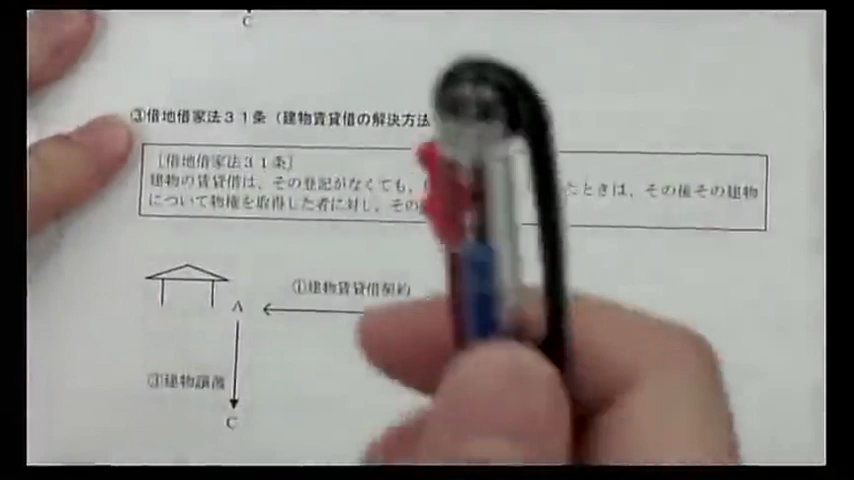 C
③借地借家法31条（建物賃貸借の解決方法
［借地借家法31条］
建物の賃貸借は、その登記がなくても、 たときは、その後その建物
について物権を取得した者に対し、その
①建物賃貸借契約
A
③建物譲渡
C